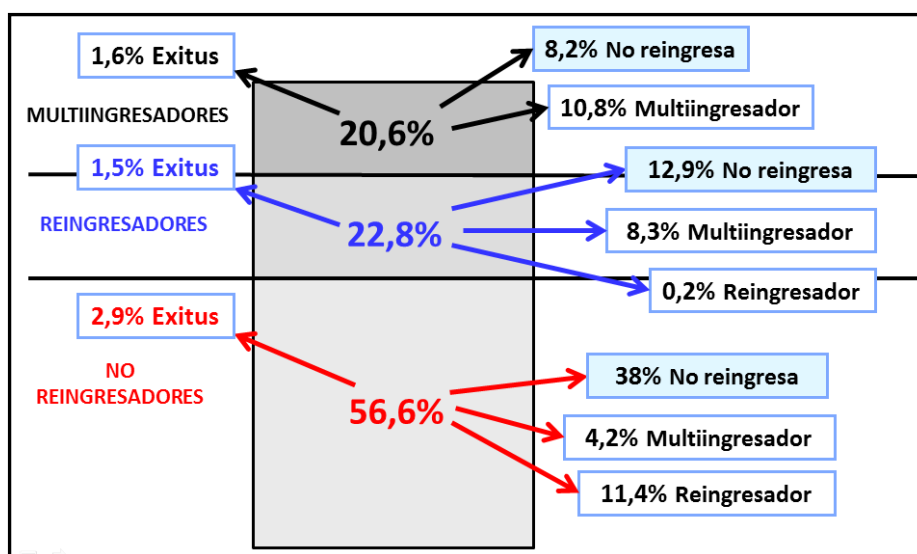 1,6% Exitus
8,2% No reingresa
MULTIINGRESADORES
20,6%
10,8% Multiingresador
1,5% Exitus
12,9% No reingresa
REINGRESADORES
22,8%
8,3% Multiingresador
0,2% Reingresador
2,9% Exitus
NO
REINGRESADORES
56,6%
38% No reingresa
4,2% Multiingresador
11,4% Reingresador